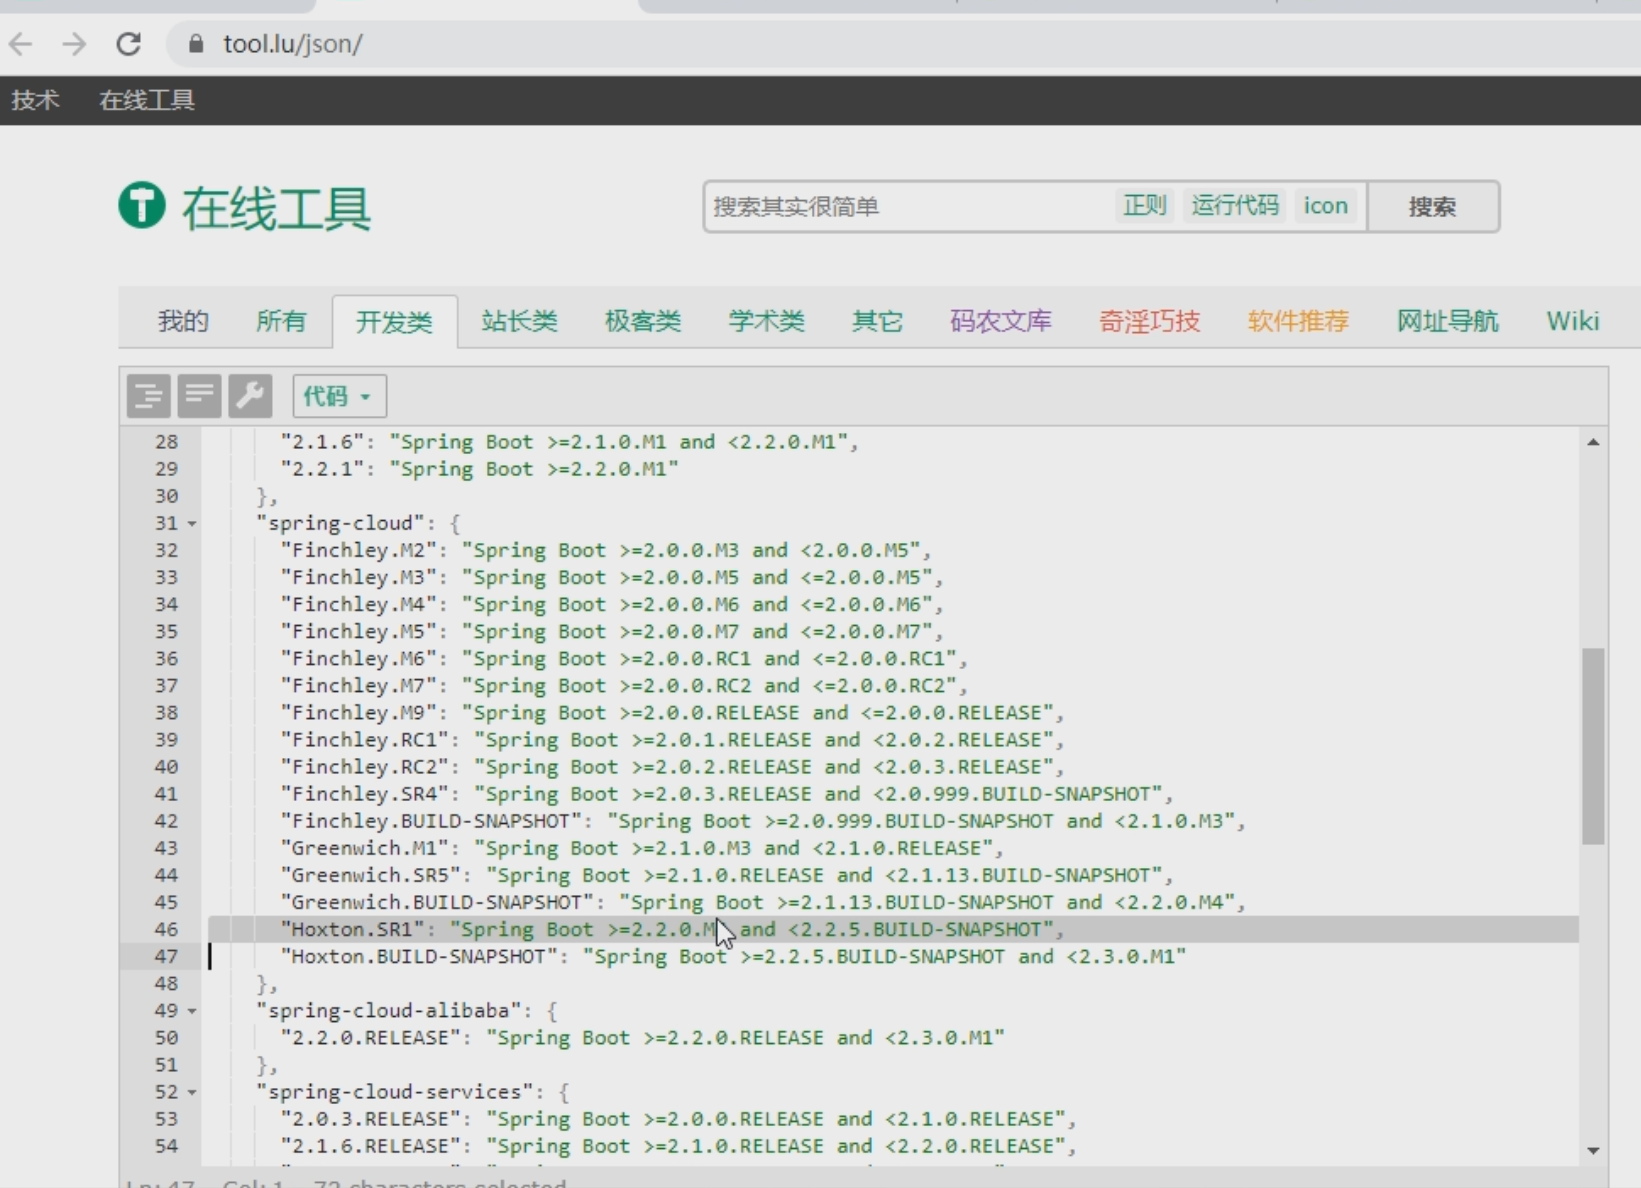 tool.lu/json/
技术 在线工具
在线工具
搜索其实很简单 正则 运行代码 icon 搜索
我的 所有 开发类 站长类 极客类 学术类 其它 码农文库 奇淫巧技 软件推荐 网址导航 Wiki
代码
28 "2.1.6": "Spring Boot >=2.1.0.M1 and <2.2.0.M1",
29 "2.2.1": "Spring Boot >=2.2.0.M1"
30 },
31 "spring-cloud": {
32 "Finchley.M2": "Spring Boot >=2.0.0.M3 and <2.0.0.M5",
33 "Finchley.M3": "Spring Boot >=2.0.0.M5 and <=2.0.0.M5",
34 "Finchley.M4": "Spring Boot >=2.0.0.M6 and <=2.0.0.M6",
35 "Finchley.M5": "Spring Boot >=2.0.0.M7 and <=2.0.0.M7",
36 "Finchley.M6": "Spring Boot >=2.0.0.RC1 and <=2.0.0.RC1",
37 "Finchley.M7": "Spring Boot >=2.0.0.RC2 and <=2.0.0.RC2",
38 "Finchley.M9": "Spring Boot >=2.0.0.RELEASE and <=2.0.0.RELEASE",
39 "Finchley.RC1": "Spring Boot >=2.0.1.RELEASE and <2.0.2.RELEASE",
40 "Finchley.RC2": "Spring Boot >=2.0.2.RELEASE and <2.0.3.RELEASE",
41 "Finchley.SR4": "Spring Boot >=2.0.3.RELEASE and <2.0.999.BUILD-SNAPSHOT",
42 "Finchley.BUILD-SNAPSHOT": "Spring Boot >=2.0.999.BUILD-SNAPSHOT and <2.1.0.M3",
43 "Greenwich.M1": "Spring Boot >=2.1.0.M3 and <2.1.0.RELEASE",
44 "Greenwich.SR5": "Spring Boot >=2.1.0.RELEASE and <2.1.13.BUILD-SNAPSHOT",
45 "Greenwich.BUILD-SNAPSHOT": "Spring Boot >=2.1.13.BUILD-SNAPSHOT and <2.2.0.M4",
46 "Hoxton.SR1": "Spring Boot and <2.2.5.BUILD-SNAPSHOT",
47 "Hoxton.BUILD-SNAPSHOT": "Spring Boot >=2.2.5.BUILD-SNAPSHOT and <2.3.0.M1"
48 },
49 "spring-cloud-alibaba": {
50 "2.2.0.RELEASE": "Spring Boot >=2.2.0.RELEASE and <2.3.0.M1"
51 },
52 "spring-cloud-services": {
53 "2.0.3.RELEASE": "Spring Boot >=2.0.0.RELEASE and <2.1.0.RELEASE",
54 "2.1.6.RELEASE": "Spring Boot >=2.1.0.RELEASE and <2.2.0.RELEASE",